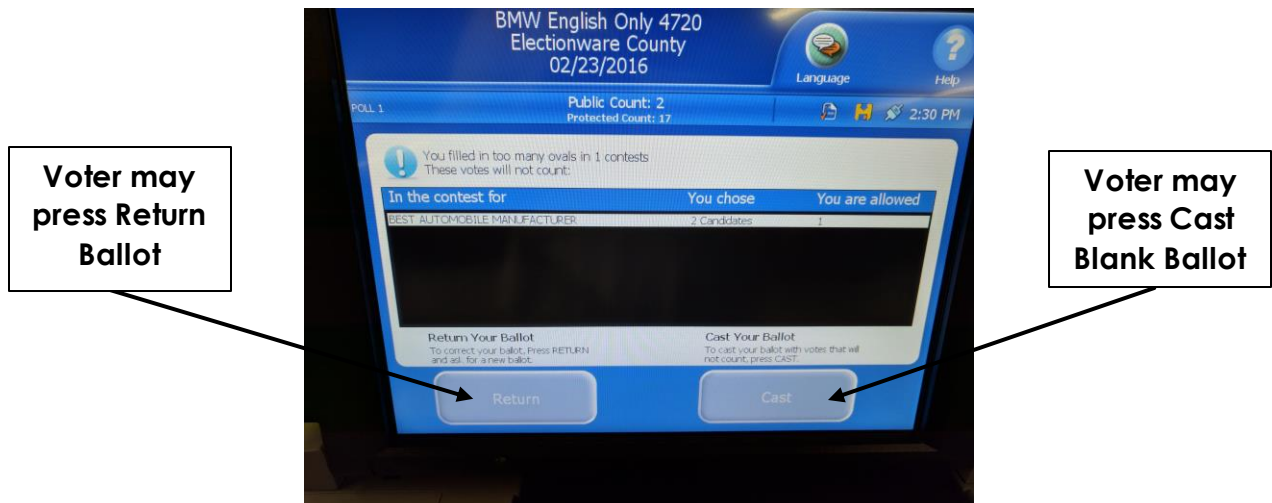 BMW English Only 4720
Electionware County
02/23/2016
Language
Help
POLL 1
Public Count: 2
Protected Count: 17
2:30 PM
You filled in too many ovals in 1 contests
These votes will not count:
In the contest for You chose You are allowed
BEST AUTOMOBILE MANUFACTURER 2 Candidates 1
Return Your Ballot
To correct your ballot, Press RETURN
and ask for a new ballot.
Cast Your Ballot
To cast your ballot with votes that will
not count, press CAST.
Return
Cast
Voter may
press Return
Ballot
Voter may
press Cast
Blank Ballot